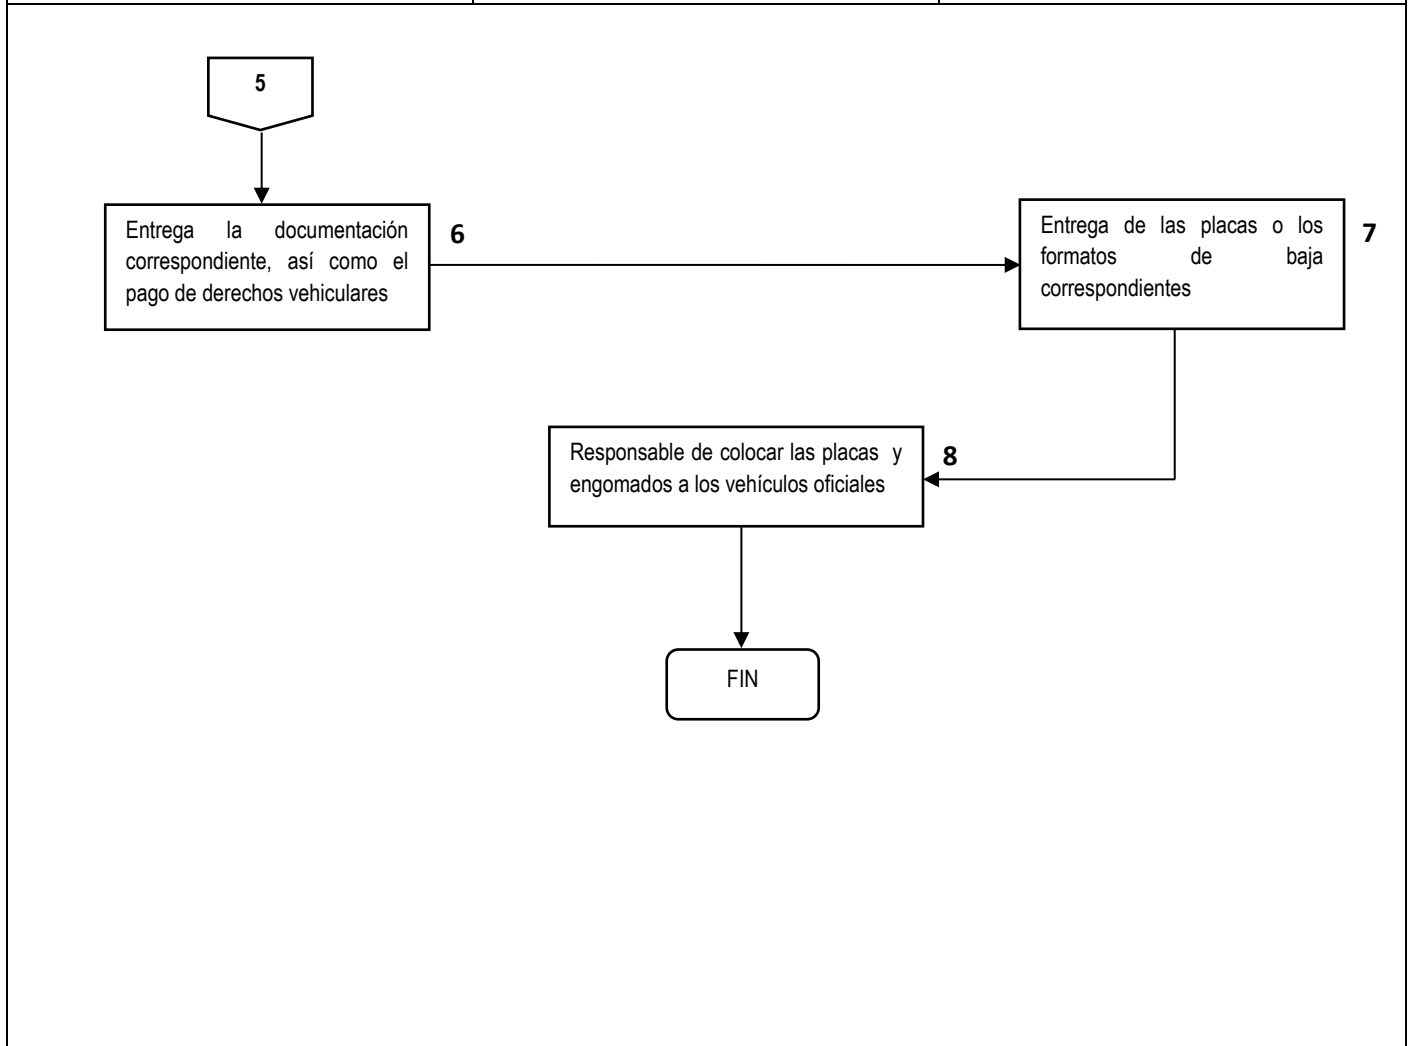 5
Entrega la documentación
correspondiente, así como el
pago de derechos vehiculares
6
Entrega de las placas o los
formatos de baja
correspondientes
7
Responsable de colocar las placas y
engomados a los vehículos oficiales
8
FIN